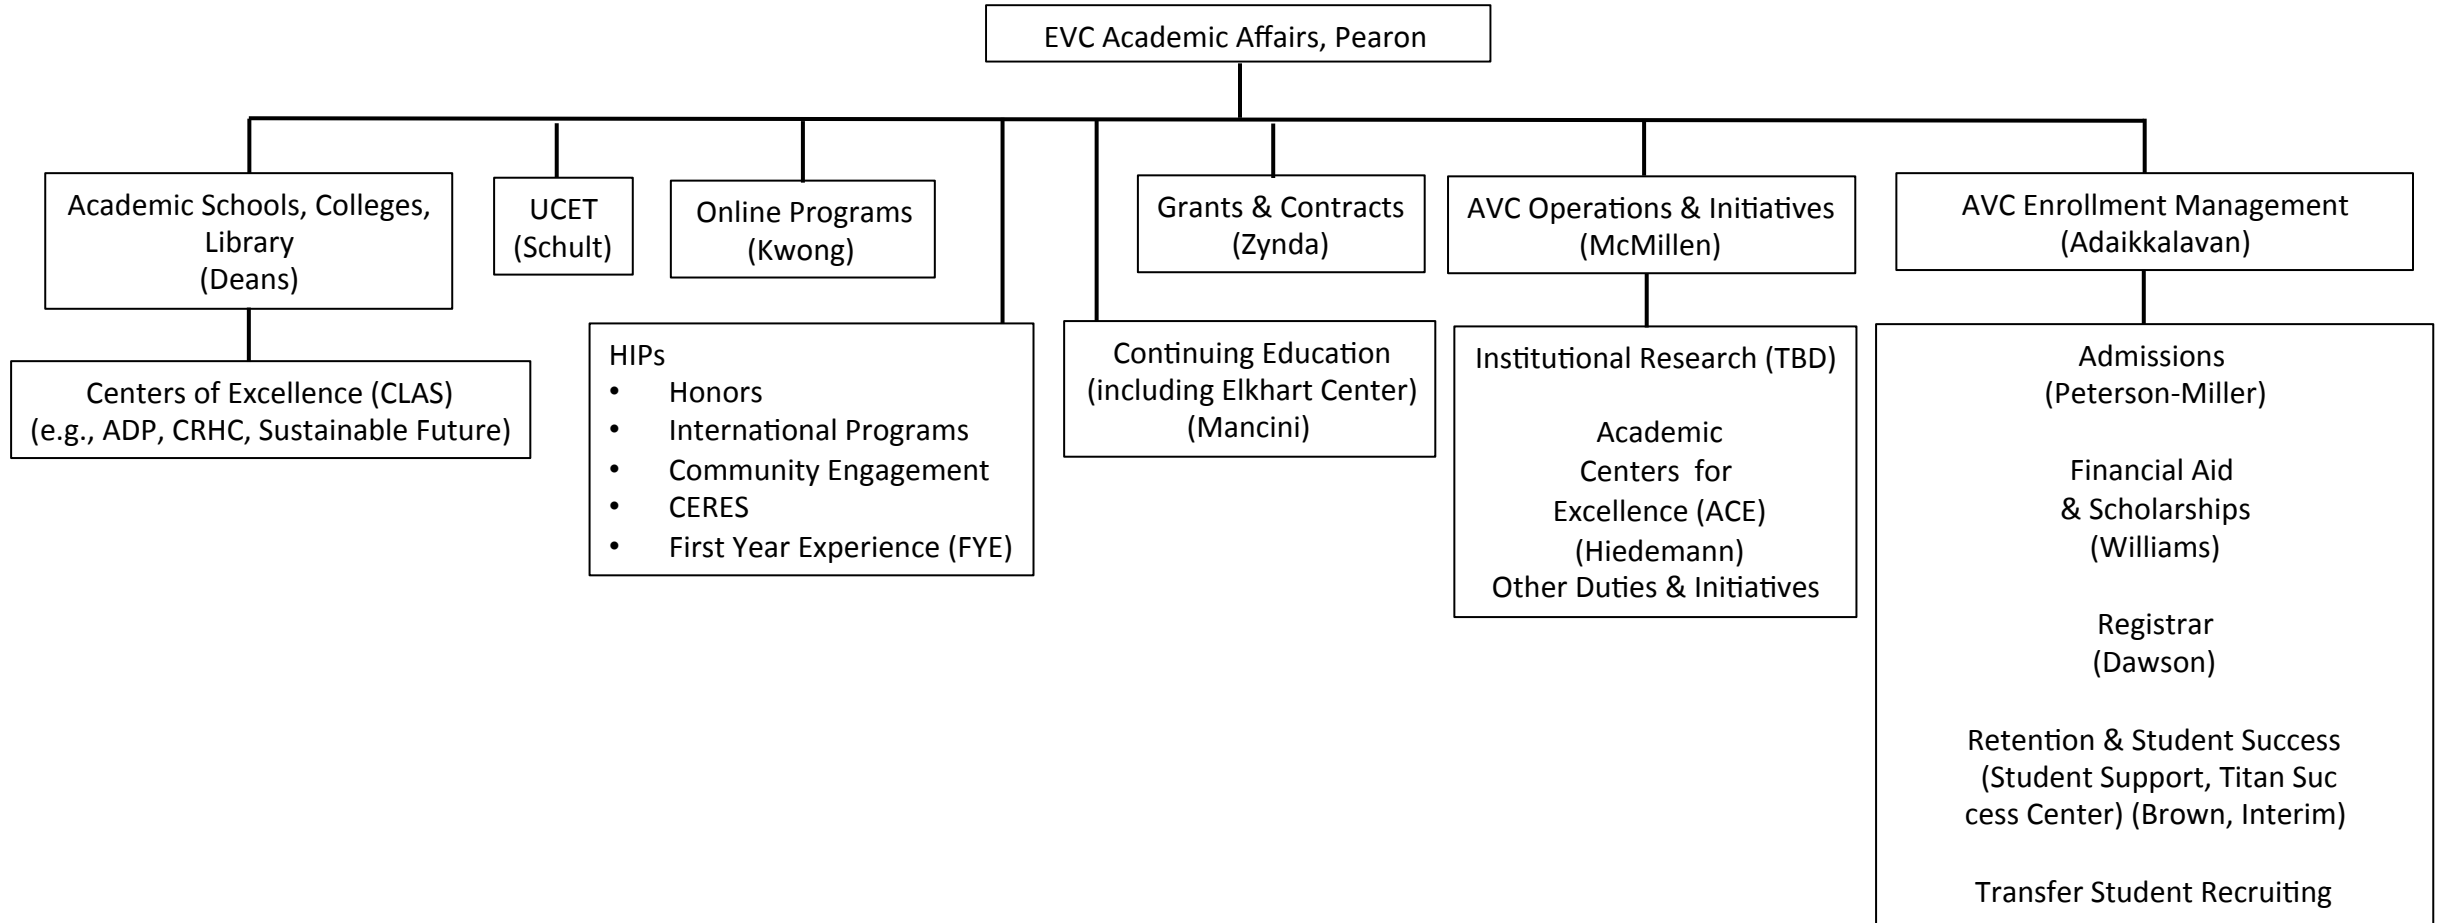 EVC Academic Affairs, Pearon
Academic Schools, Colleges,
Library
(Deans)
UCET
(Schult)
Online Programs
(Kwong)
Grants & Contracts
(Zynda)
AVC Operations & Initiatives
(McMillen)
AVC Enrollment Management
(Adaikkalavan)
Centers of Excellence (CLAS)
(e.g., ADP, CRHC, Sustainable Future)
HIPs
• Honors
• International Programs
• Community Engagement
• CERES
• First Year Experience (FYE)
Continuing Education
(including Elkhart Center)
(Mancini)
Institutional Research (TBD)
Academic
Centers for
Excellence (ACE)
(Hiedemann)
Other Duties & Initiatives
Admissions
(Peterson-Miller)
Financial Aid
& Scholarships
(Williams)
Registrar
(Dawson)
Retention & Student Success
(Student Support, Titan Suc
cess Center) (Brown, Interim)
Transfer Student Recruiting